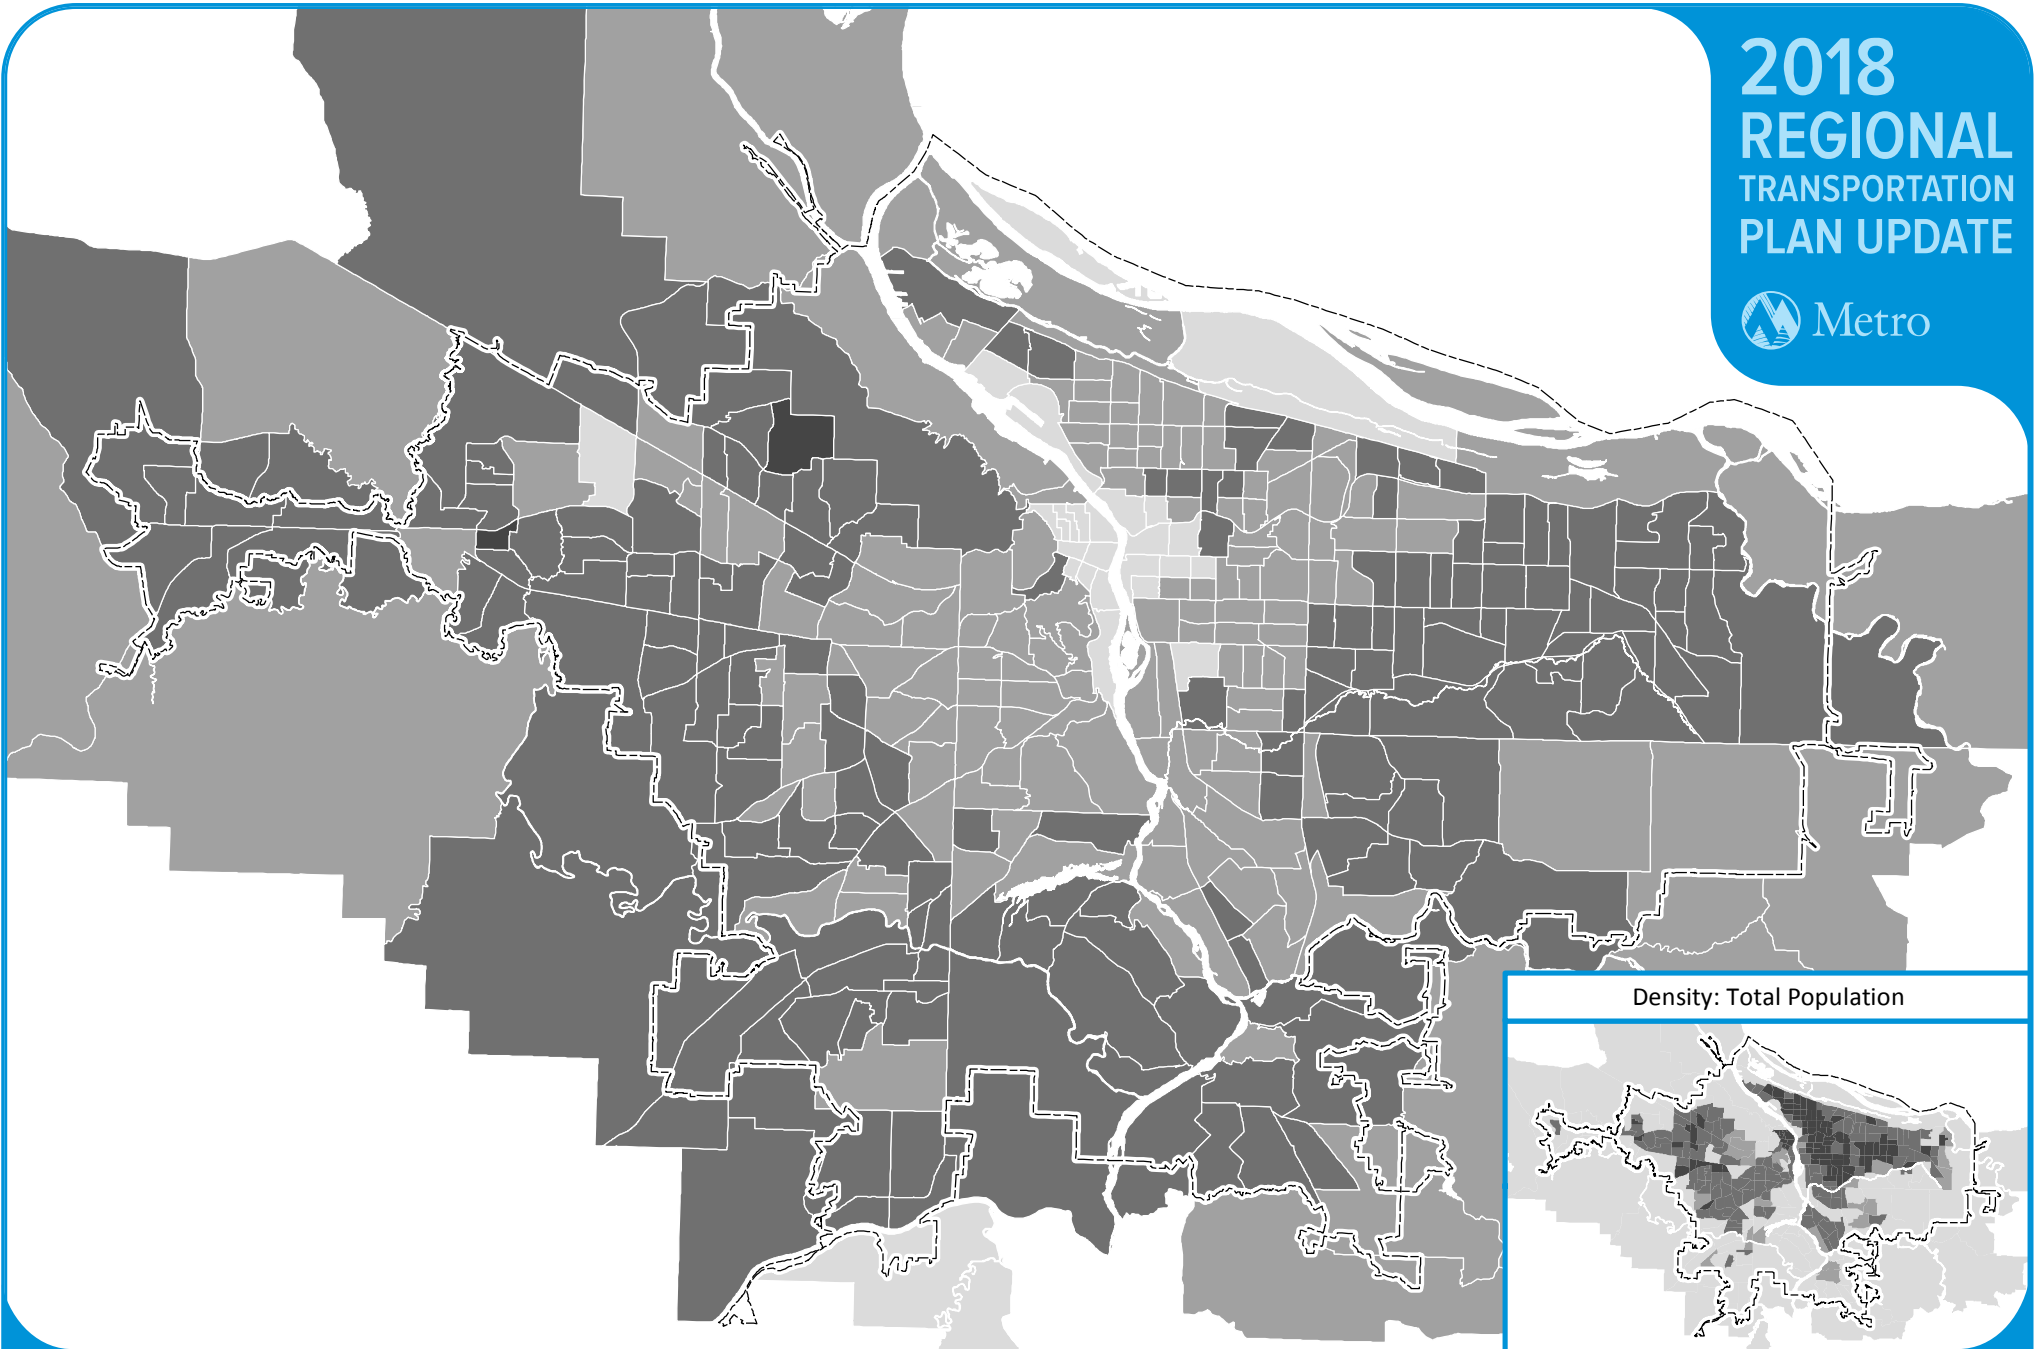 2018
REGIONAL
TRANSPORTATION
PLAN UPDATE
Metro
Density: Total Population